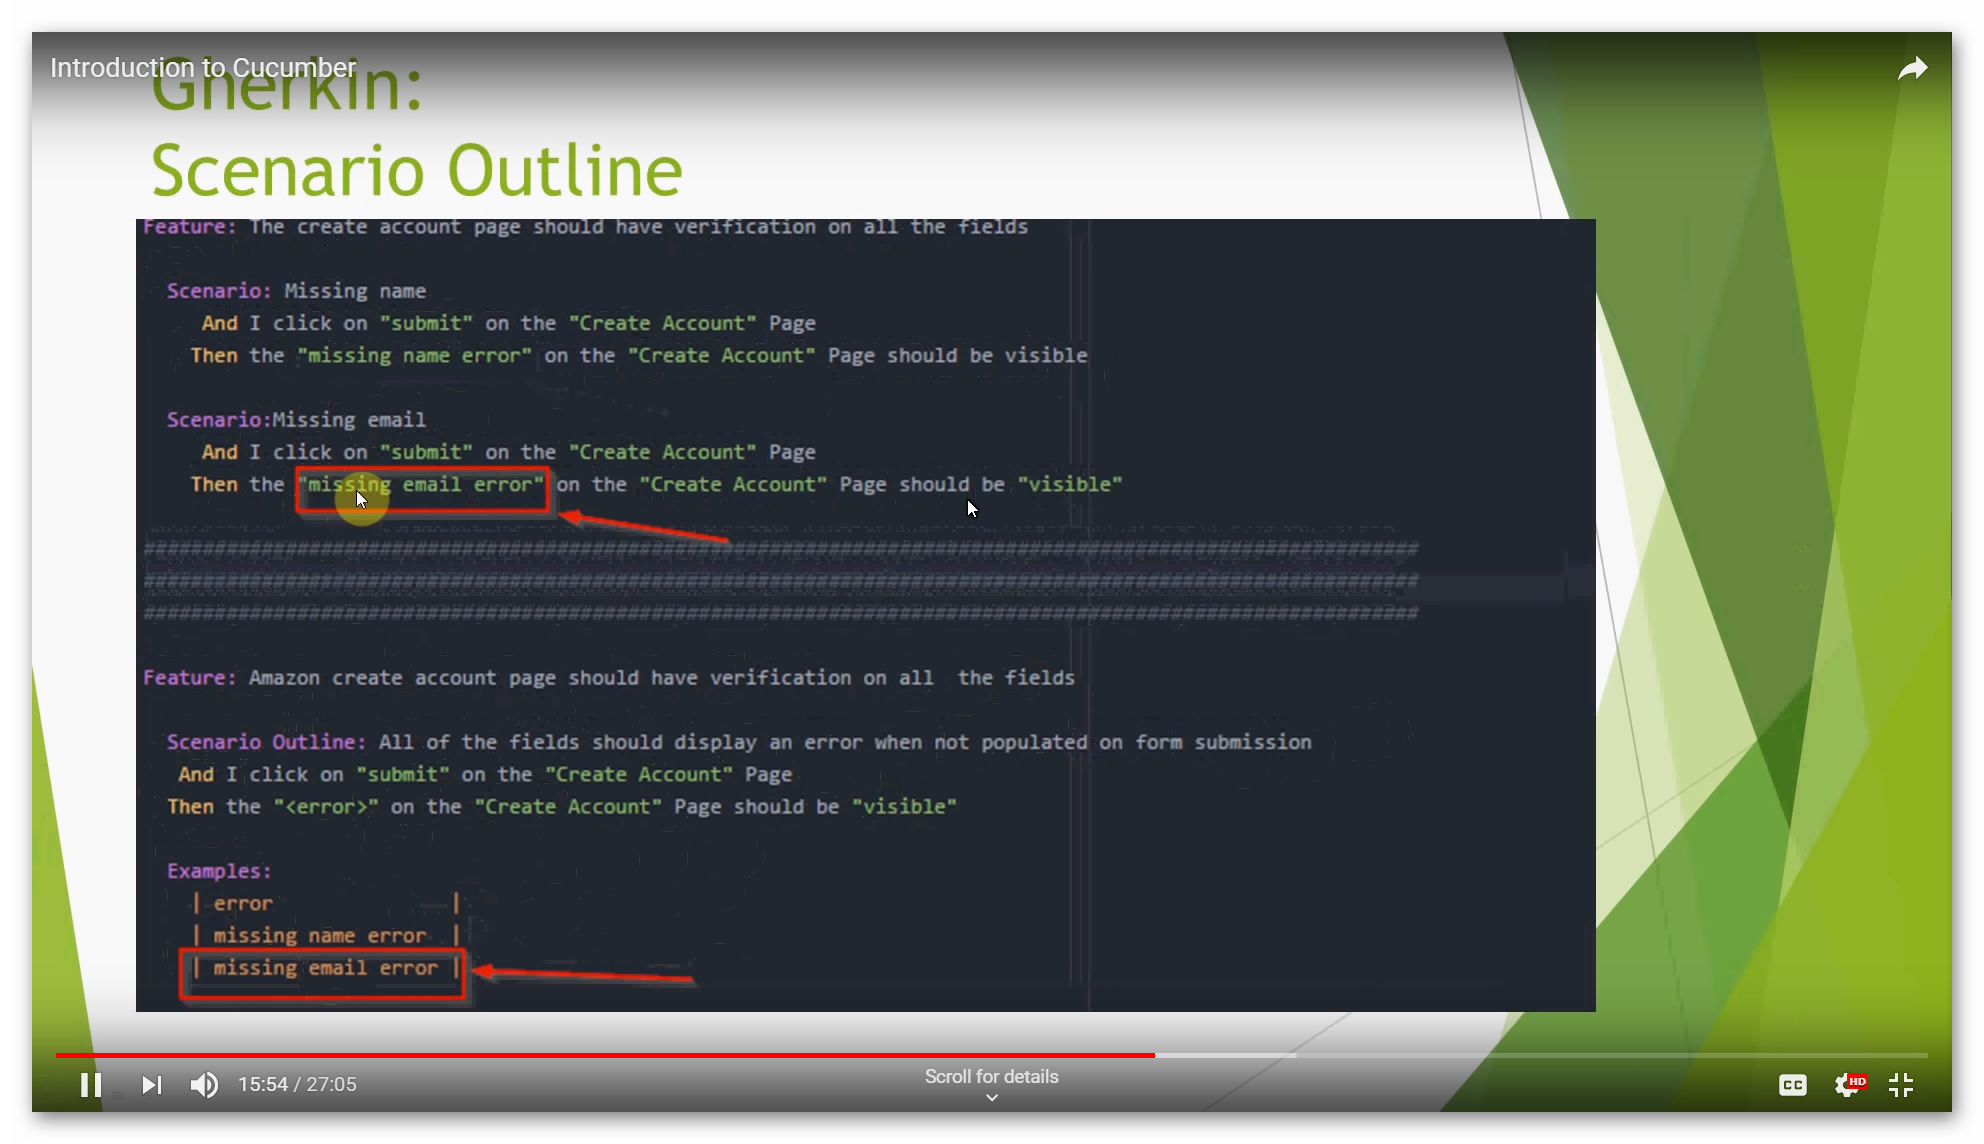 Introduction to Cucumber
Gherkin:
Scenario Outline
Feature: The create account page should have verification on all the fields
Scenario: Missing name
And I click on "submit" on the "Create Account" Page
Then the "missing name error" on the "Create Account" Page should be visible
Scenario:Missing email
And I click on "submit" on the "Create Account" Page
Then the "missing email error" on the "Create Account" Page should be "visible"
Feature: Amazon create account page should have verification on all  the fields
Scenario Outline: All of the fields should display an error when not populated on form submission
And I click on "submit" on the "Create Account" Page
Then the "<error>" on the "Create Account" Page should be "visible"
Examples:
| error |
| missing name error |
| missing email error |
15:54 / 27:05
Scroll for details
CC
HD